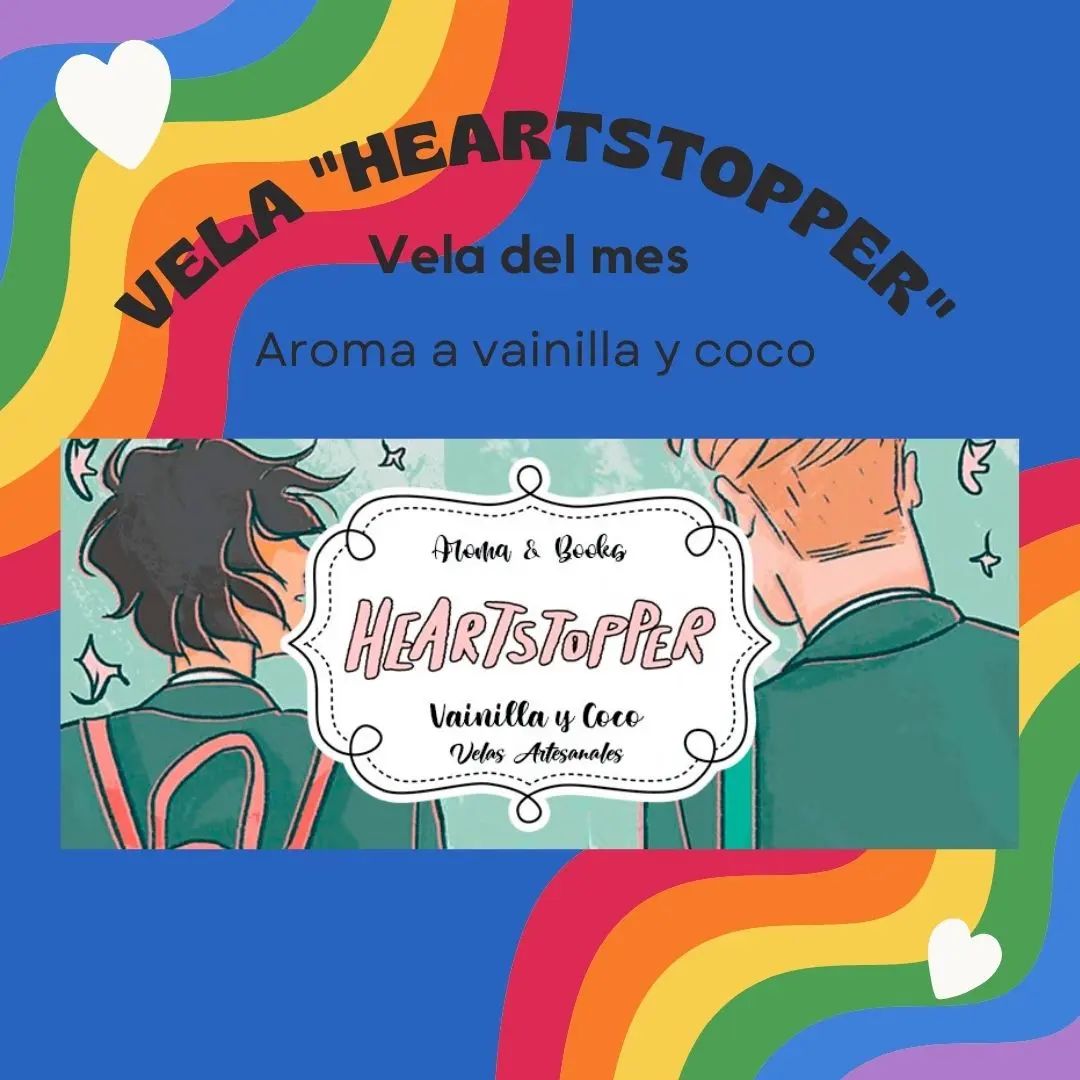 VELA "HEARTSTOPPER"
Vela del mes
Aroma a vainilla y coco
Aroma & Books
HEARTSTOPPER
Vainilla y Coco
Velas Artesanales